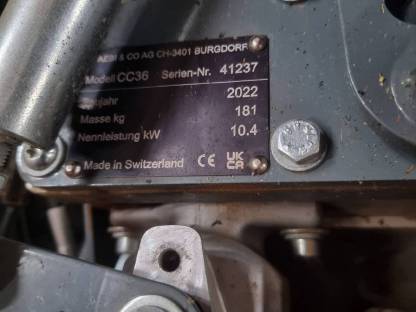 AEBI & CO AG CH-3401 BURGDORF
Modell CC36 Serien-Nr. 41237
Baujahr 2022
Masse kg 181
Nennleistung kW 10.4
Made in Switzerland CE UK CA